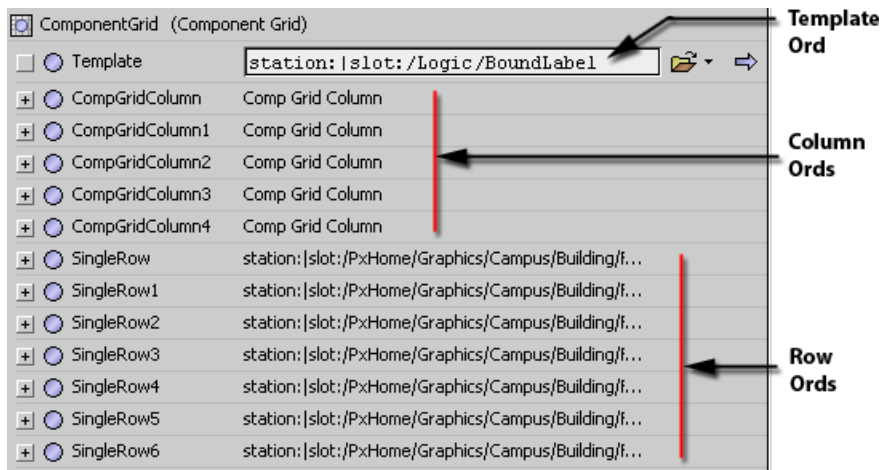 ComponentGrid (Component Grid)
Template station:|slot:/Logic/BoundLabel
Template
Ord
CompGridColumn Comp Grid Column
CompGridColumn1 Comp Grid Column
CompGridColumn2 Comp Grid Column
CompGridColumn3 Comp Grid Column
CompGridColumn4 Comp Grid Column
Column
Ords
SingleRow station:|slot:/PxHome/Graphics/Campus/Building/f...
SingleRow1 station:|slot:/PxHome/Graphics/Campus/Building/f...
SingleRow2 station:|slot:/PxHome/Graphics/Campus/Building/f...
SingleRow3 station:|slot:/PxHome/Graphics/Campus/Building/f...
SingleRow4 station:|slot:/PxHome/Graphics/Campus/Building/f...
SingleRow5 station:|slot:/PxHome/Graphics/Campus/Building/f...
SingleRow6 station:|slot:/PxHome/Graphics/Campus/Building/f...
Row
Ords